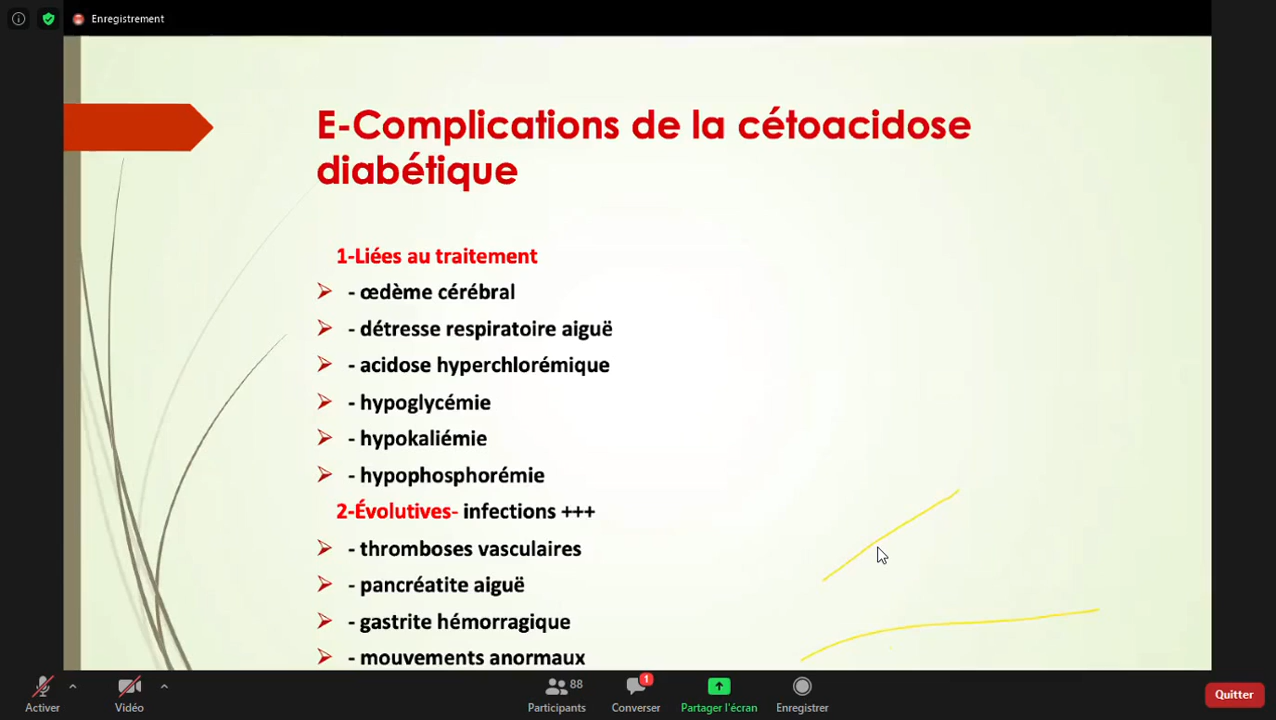 Enregistrement
E-Complications de la cétoacidose
diabétique
1-Liées au traitement
- œdème cérébral
- détresse respiratoire aiguë
- acidose hyperchlorémique
- hypoglycémie
- hypokaliémie
- hypophosphorémie
2-Évolutives- infections +++
- thromboses vasculaires
- pancréatite aiguë
- gastrite hémorragique
- mouvements anormaux
88
1
Activer
Vidéo
Participants
Converser
Partager l'écran
Enregistrer
Quitter